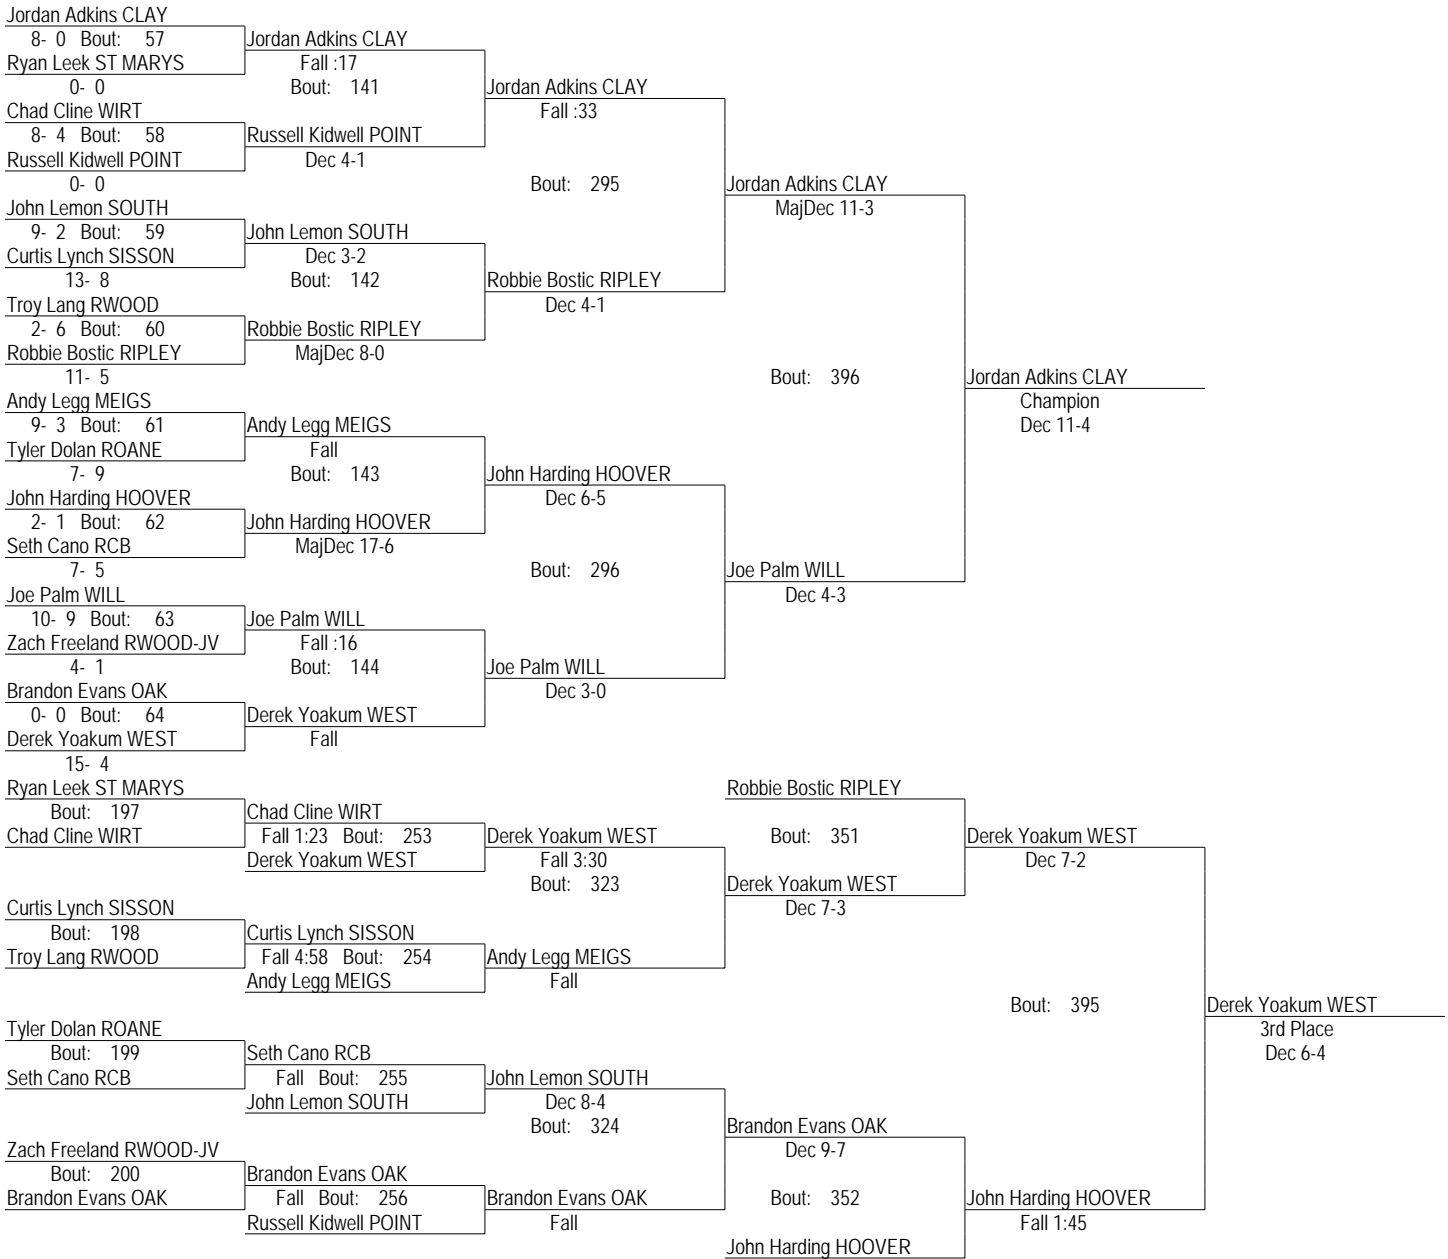 Jordan Adkins CLAY
8- 0 Bout: 57
Ryan Leek ST MARYS
0- 0
Chad Cline WIRT
8- 4 Bout: 58
Russell Kidwell POINT
0- 0
John Lemon SOUTH
9- 2 Bout: 59
Curtis Lynch SISSON
13- 8
Troy Lang RWOOD
2- 6 Bout: 60
Robbie Bostic RIPLEY
11- 5
Andy Legg MEIGS
9- 3 Bout: 61
Tyler Dolan ROANE
7- 9
John Harding HOOVER
2- 1 Bout: 62
Seth Cano RCB
7- 5
Joe Palm WILL
10- 9 Bout: 63
Zach Freeland RWOOD-JV
4- 1
Brandon Evans OAK
0- 0 Bout: 64
Derek Yoakum WEST
15- 4
Jordan Adkins CLAY
Fall :17
Bout: 141
Russell Kidwell POINT
Dec 4-1
John Lemon SOUTH
Dec 3-2
Bout: 142
Robbie Bostic RIPLEY
MajDec 8-0
Andy Legg MEIGS
Fall
Bout: 143
John Harding HOOVER
MajDec 17-6
Joe Palm WILL
Fall :16
Bout: 144
Derek Yoakum WEST
Fall
Jordan Adkins CLAY
Fall :33
Bout: 295
Robbie Bostic RIPLEY
Dec 4-1
John Harding HOOVER
Dec 6-5
Bout: 296
Joe Palm WILL
Dec 3-0
Jordan Adkins CLAY
MajDec 11-3
Bout: 396
Joe Palm WILL
Dec 4-3
Jordan Adkins CLAY
Champion
Dec 11-4
Ryan Leek ST MARYS
Bout: 197
Chad Cline WIRT
Curtis Lynch SISSON
Bout: 198
Troy Lang RWOOD
Tyler Dolan ROANE
Bout: 199
Seth Cano RCB
Zach Freeland RWOOD-JV
Bout: 200
Brandon Evans OAK
Chad Cline WIRT
Fall 1:23 Bout: 253
Derek Yoakum WEST
Curtis Lynch SISSON
Fall 4:58 Bout: 254
Andy Legg MEIGS
Seth Cano RCB
Fall Bout: 255
John Lemon SOUTH
Brandon Evans OAK
Fall Bout: 256
Russell Kidwell POINT
Derek Yoakum WEST
Fall 3:30
Bout: 323
Andy Legg MEIGS
Fall
John Lemon SOUTH
Dec 8-4
Bout: 324
Brandon Evans OAK
Fall
Robbie Bostic RIPLEY
Bout: 351
Derek Yoakum WEST
Dec 7-3
Brandon Evans OAK
Dec 9-7
Bout: 352
John Harding HOOVER
Derek Yoakum WEST
Dec 7-2
Bout: 395
John Harding HOOVER
Fall 1:45
Derek Yoakum WEST
3rd Place
Dec 6-4